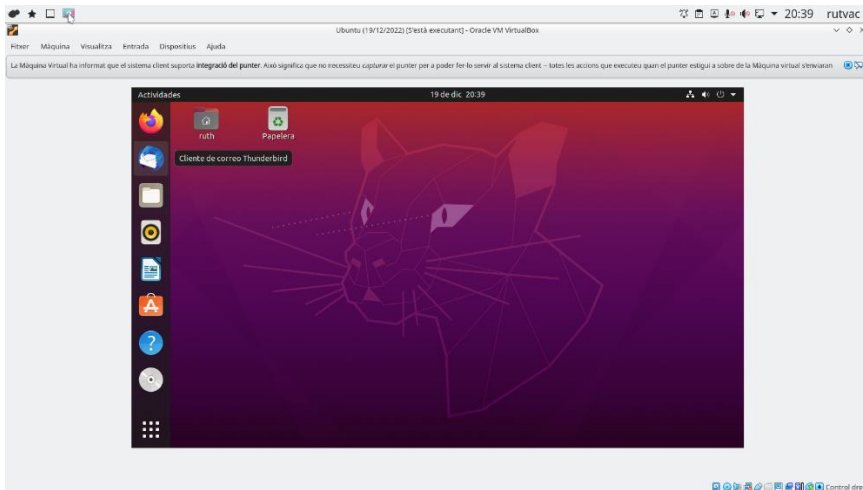 20:39 rutvac
Ubuntu (19/12/2022) [S'està executant] - Oracle VM VirtualBox
Fitxer Màquina Visualitza Entrada Dispositius Ajuda
La Màquina Virtual ha informat que el sistema client suporta integració del punter. Això significa que no necessiteu capturar el punter per a poder fer-lo servir al sistema client -- totes les accions que executeu quan el punter estigui a sobre de la Màquina virtual s'enviaran
Actividades 19 de dic 20:39
ruth Papelera
Cliente de correo Thunderbird
Control dre